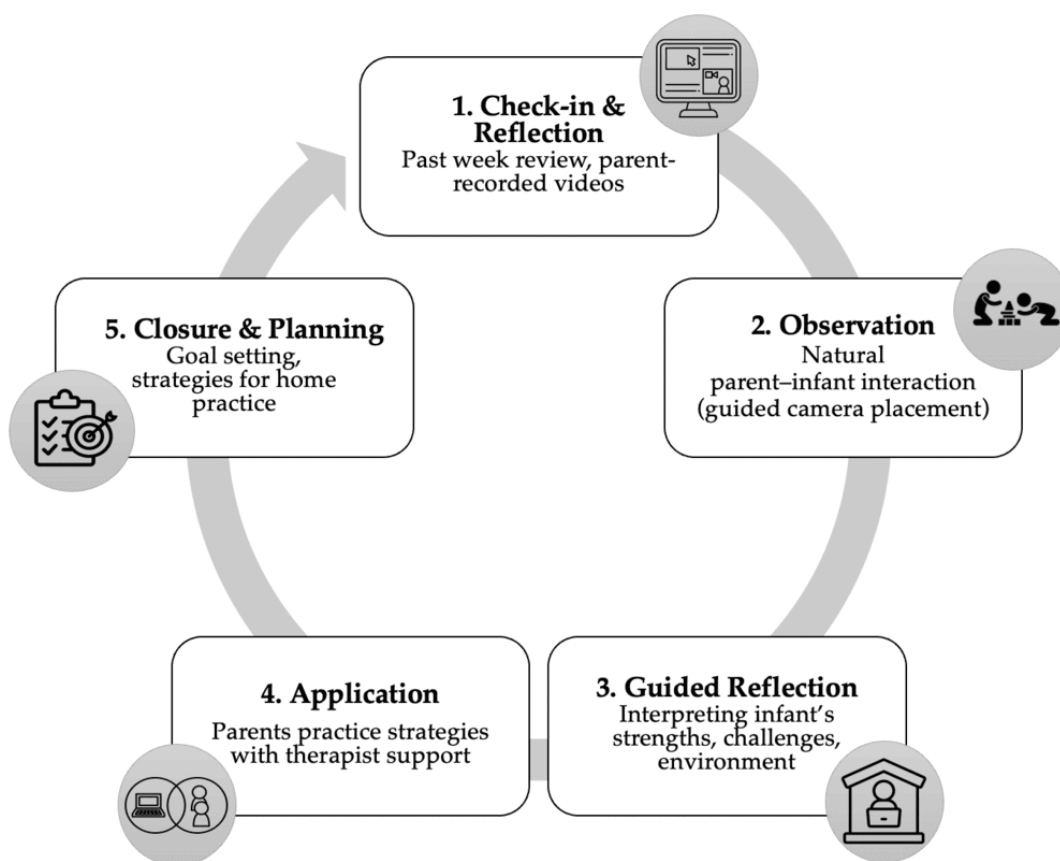 1. Check-in &
Reflection
Past week review, parent-
recorded videos
2. Observation
Natural
parent–infant interaction
(guided camera placement)
3. Guided Reflection
Interpreting infant’s
strengths, challenges,
environment
4. Application
Parents practice strategies
with therapist support
5. Closure & Planning
Goal setting,
strategies for home
practice